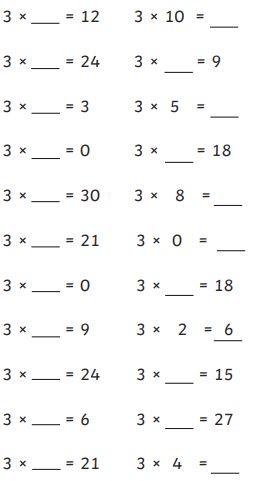 3 × ___ = 12 3 × 10 = ___
3 × ___ = 24 3 × ___ = 9
3 × ___ = 3 3 × 5 = ___
3 × ___ = 0 3 × ___ = 18
3 × ___ = 30 3 × 8 = ___
3 × ___ = 21 3 × 0 = ___
3 × ___ = 0 3 × ___ = 18
3 × ___ = 9 3 × 2 = 6
3 × ___ = 24 3 × ___ = 15
3 × ___ = 6 3 × ___ = 27
3 × ___ = 21 3 × 4 = ___